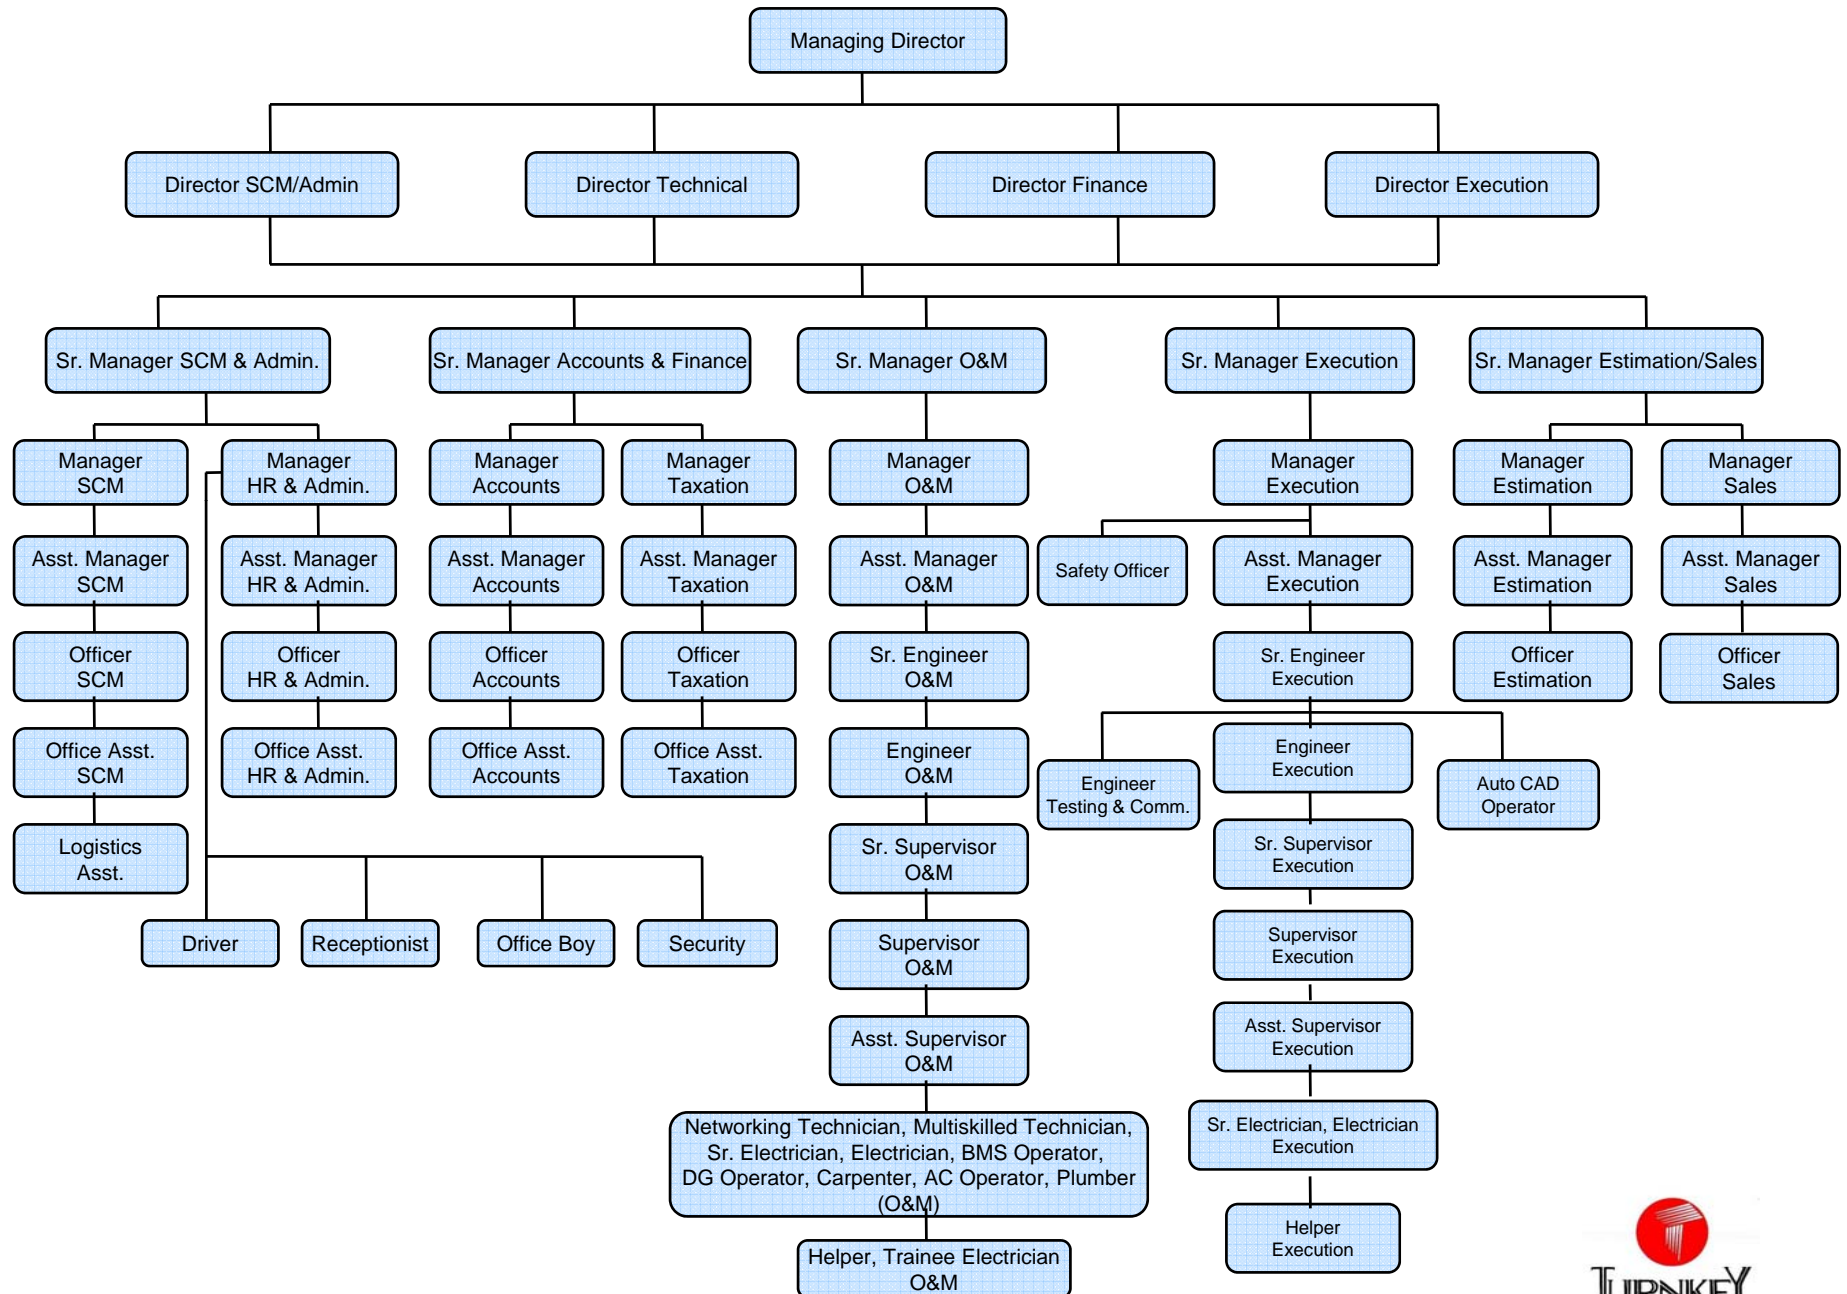 Managing Director
Director SCM/Admin
Director Technical
Director Finance
Director Execution
Sr. Manager SCM & Admin.
Sr. Manager Accounts & Finance
Sr. Manager O&M
Sr. Manager Execution
Sr. Manager Estimation/Sales
Manager
SCM
Manager
HR & Admin.
Manager
Accounts
Manager
Taxation
Manager
O&M
Manager
Execution
Manager
Estimation
Manager
Sales
Asst. Manager
SCM
Asst. Manager
HR & Admin.
Asst. Manager
Accounts
Asst. Manager
Taxation
Asst. Manager
O&M
Safety Officer
Asst. Manager
Execution
Asst. Manager
Estimation
Asst. Manager
Sales
Officer
SCM
Officer
HR & Admin.
Officer
Accounts
Officer
Taxation
Sr. Engineer
O&M
Sr. Engineer
Execution
Officer
Estimation
Officer
Sales
Office Asst.
SCM
Office Asst.
HR & Admin.
Office Asst.
Accounts
Office Asst.
Taxation
Engineer
O&M
Engineer
Testing & Comm.
Engineer
Execution
Auto CAD
Operator
Logistics
Asst.
Sr. Supervisor
O&M
Sr. Supervisor
Execution
Driver
Receptionist
Office Boy
Security
Supervisor
O&M
Supervisor
Execution
Asst. Supervisor
O&M
Asst. Supervisor
Execution
Networking Technician, Multiskilled Technician,
Sr. Electrician, Electrician, BMS Operator,
DG Operator, Carpenter, AC Operator, Plumber
(O&M)
Sr. Electrician, Electrician
Execution
Helper, Trainee Electrician
O&M
Helper
Execution
TURNKEY